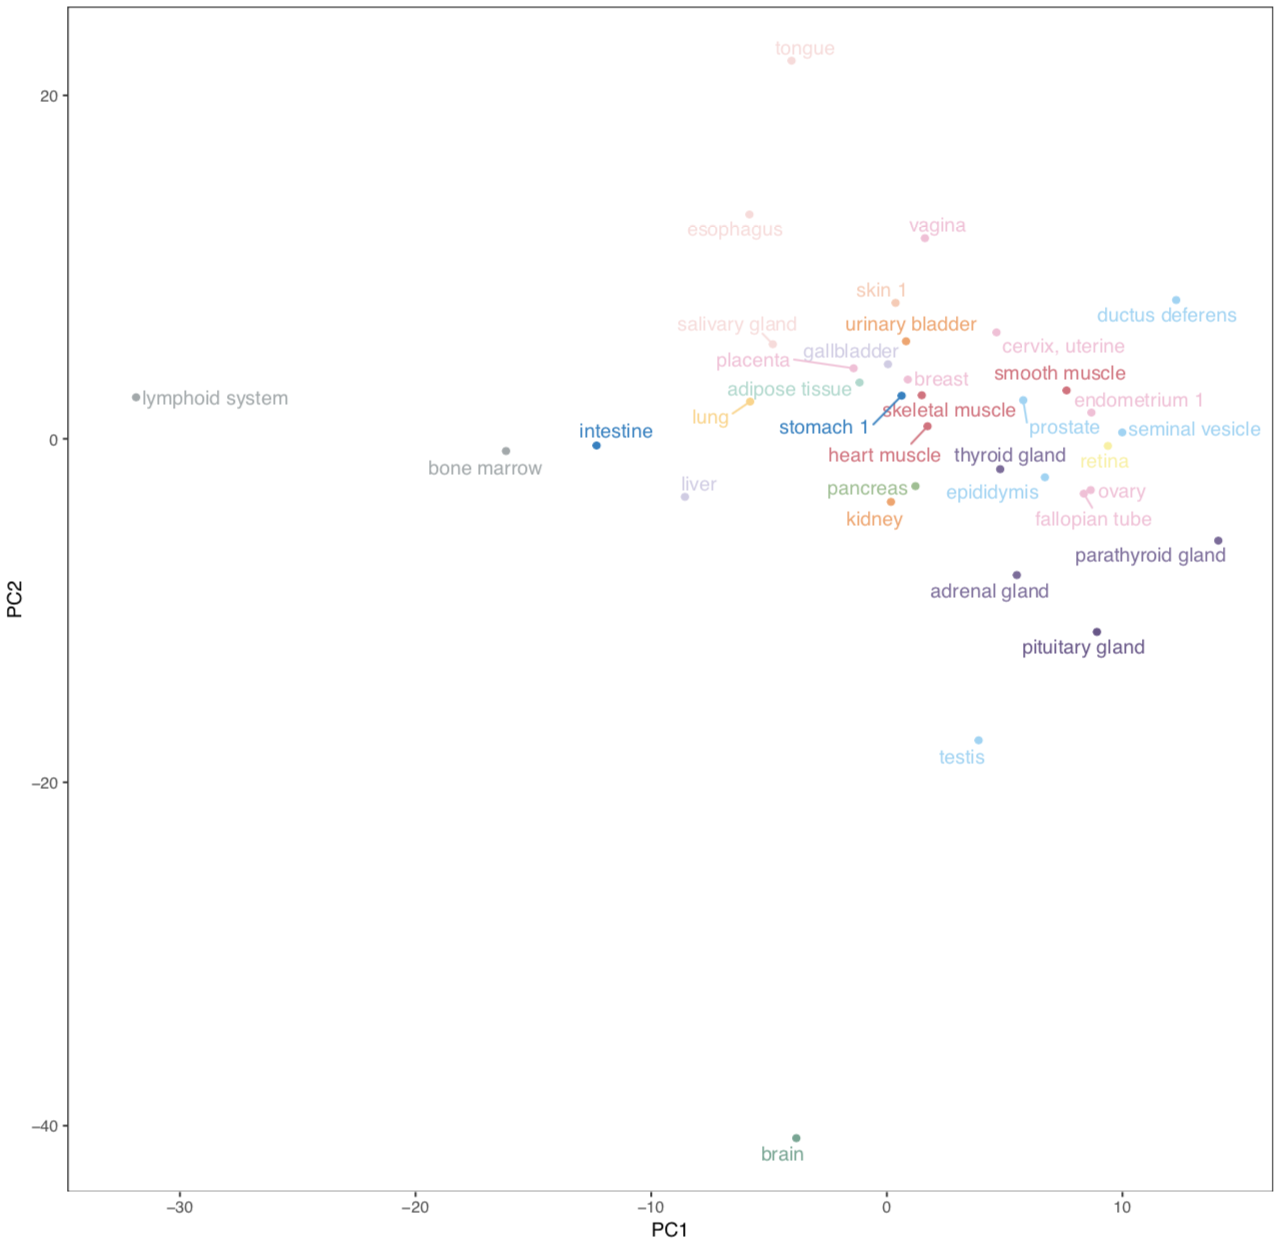 tongue
20
esophagus
vagina
skin 1
ductus deferens
salivary gland
urinary bladder
cervix, uterine
gallbladder
placenta
smooth muscle
breast
adipose tissue
lymphoid system
endometrium 1
skeletal muscle
lung
stomach 1
prostate
seminal vesicle
intestine
0
heart muscle
thyroid gland
retina
bone marrow
liver
pancreas
epididymis
ovary
kidney
fallopian tube
parathyroid gland
adrenal gland
PC2
pituitary gland
testis
−20
−40
brain
−30
−20
−10
0
10
PC1